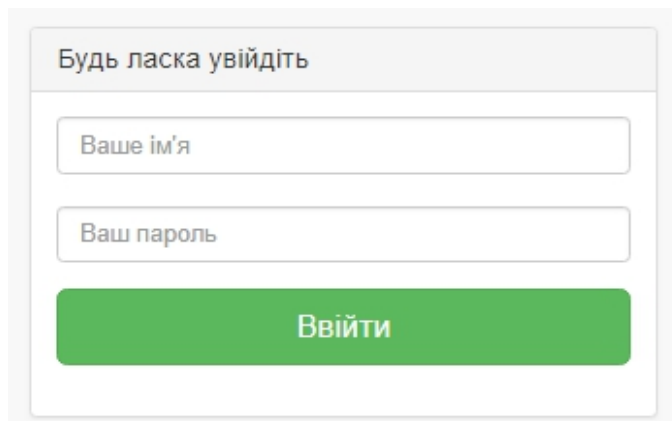 Будь ласка увійдіть
Ваше ім'я
Ваш пароль
Ввійти